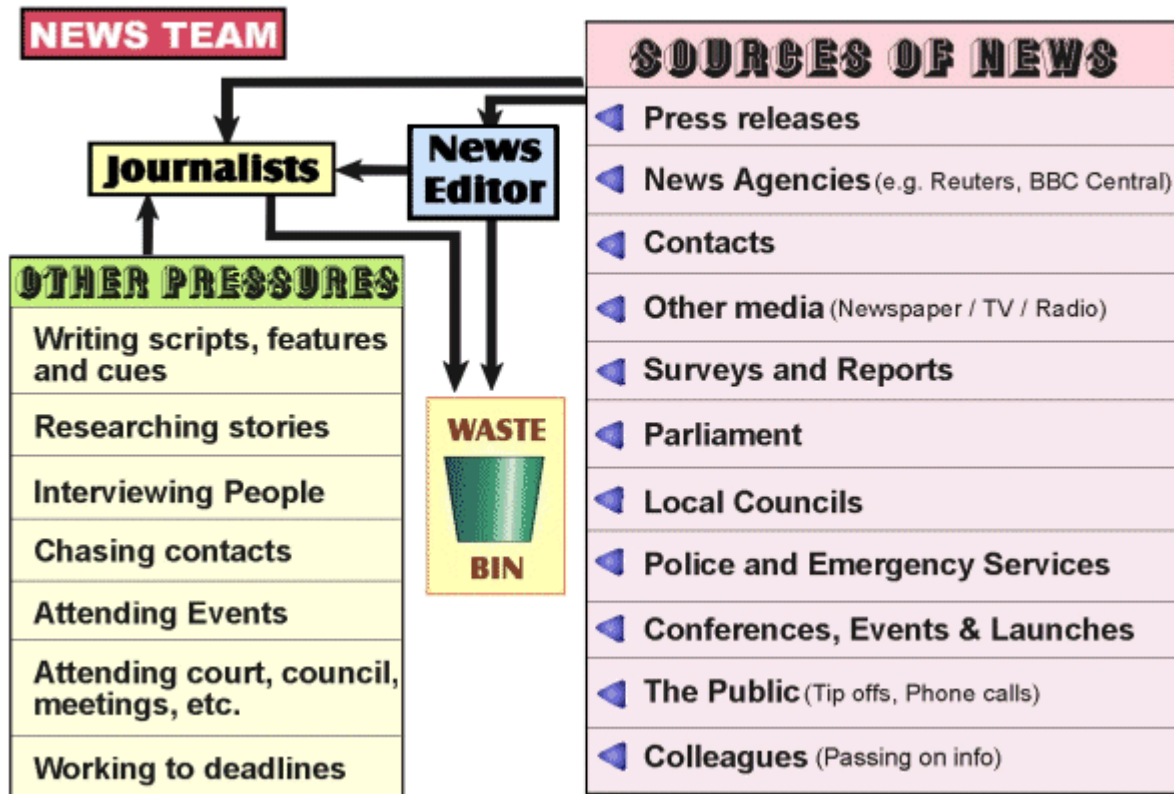 NEWS TEAM
Journalists
News
Editor
OTHER PRESSURES
Writing scripts, features
and cues
Researching stories
Interviewing People
Chasing contacts
Attending Events
Attending court, council,
meetings, etc.
Working to deadlines
WASTE
BIN
SOURCES OF NEWS
Press releases
News Agencies (e.g. Reuters, BBC Central)
Contacts
Other media (Newspaper / TV / Radio)
Surveys and Reports
Parliament
Local Councils
Police and Emergency Services
Conferences, Events & Launches
The Public (Tip offs, Phone calls)
Colleagues (Passing on info)